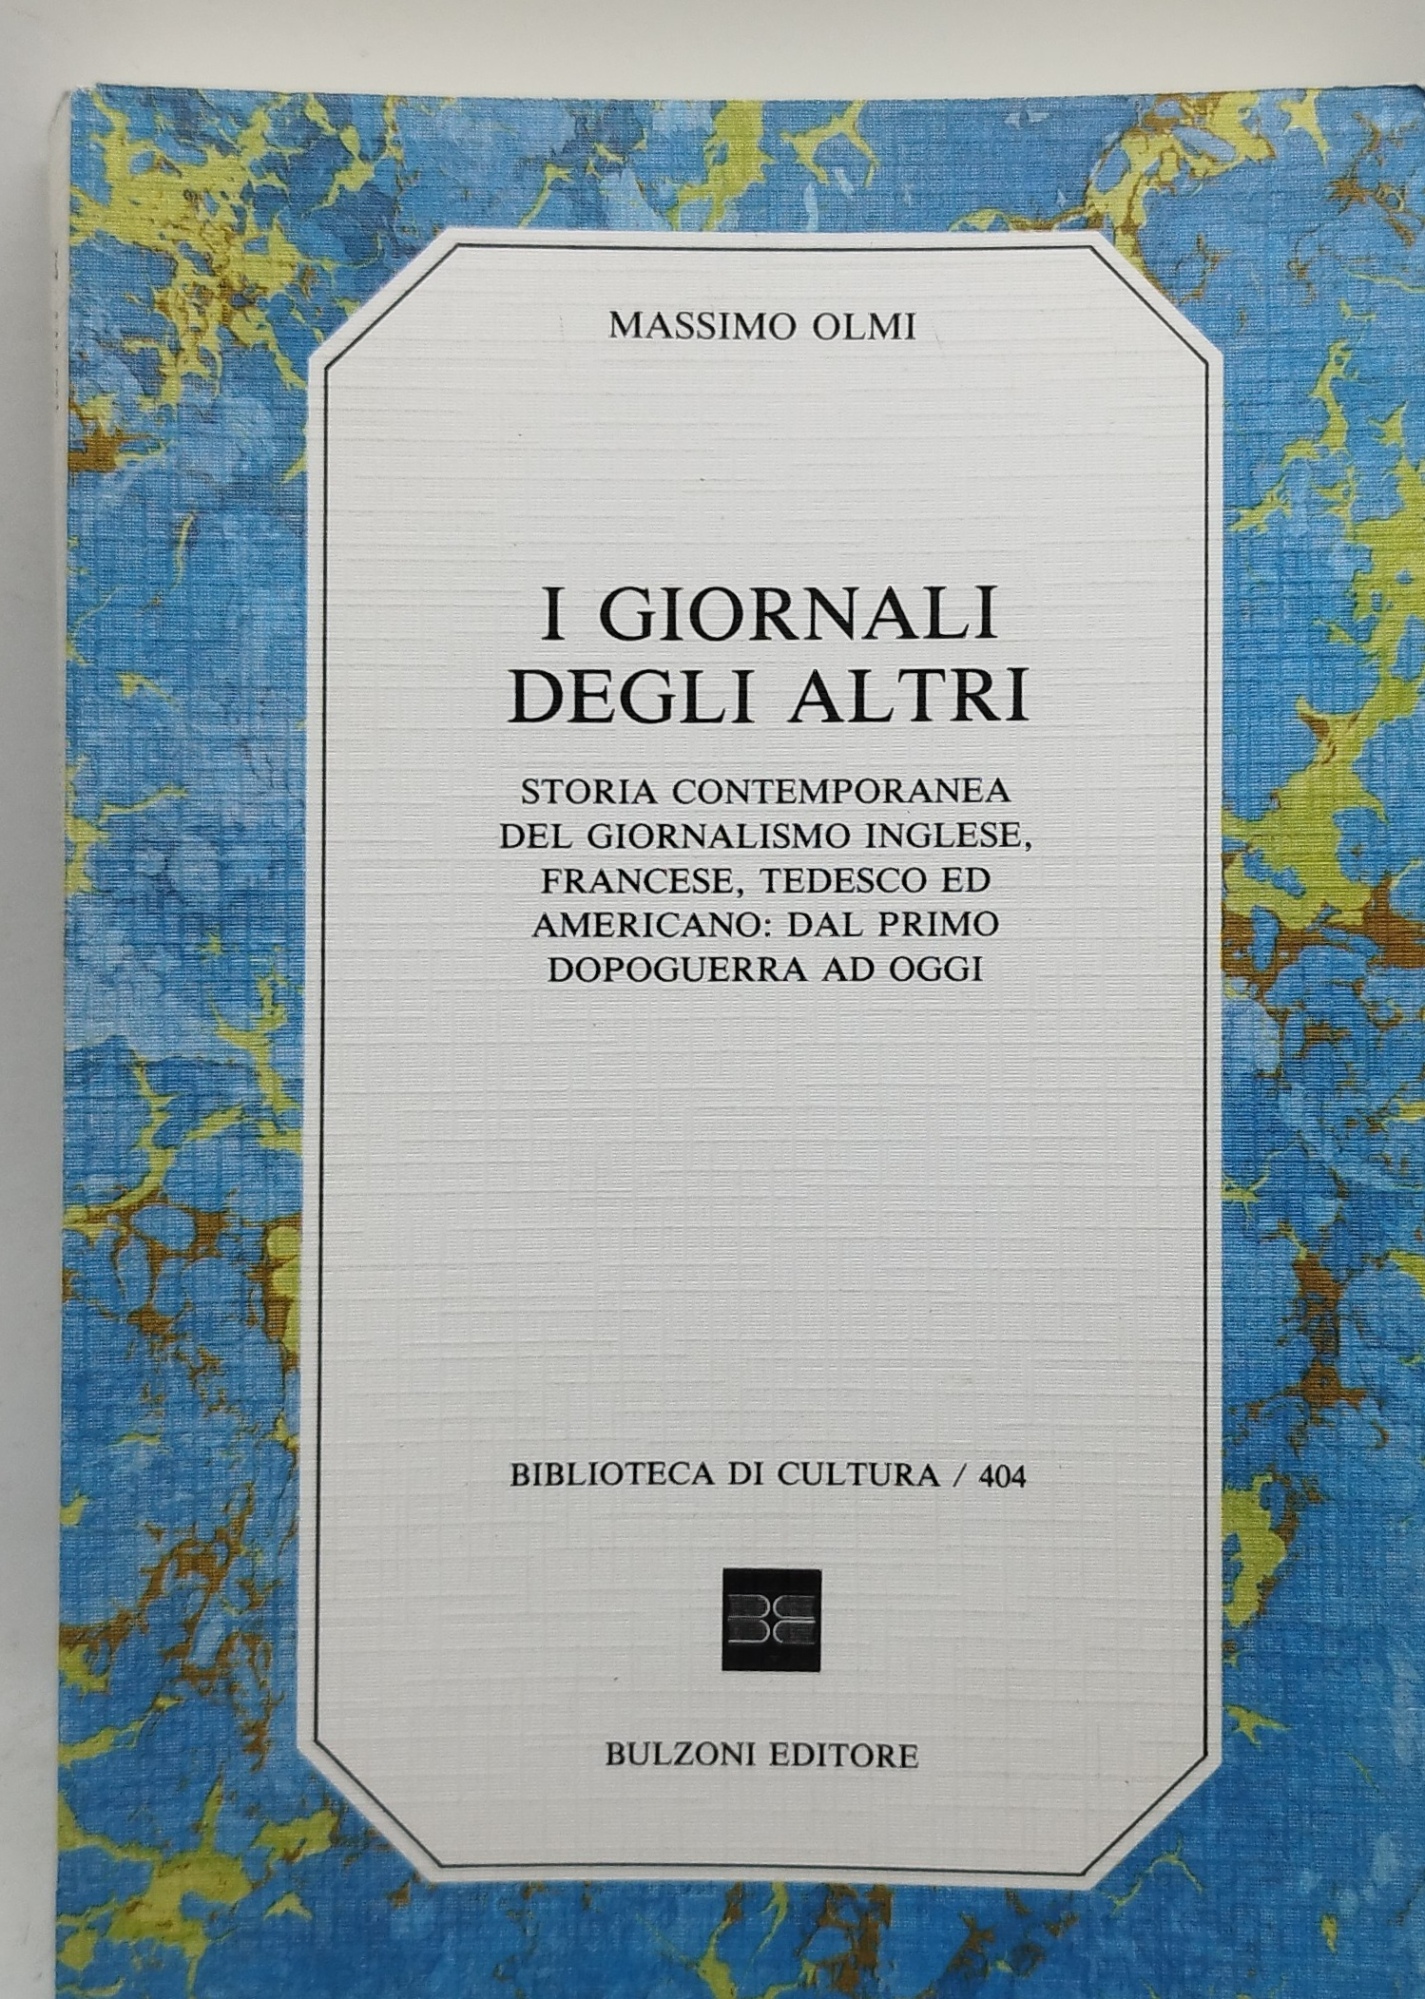 MASSIMO OLMI
I GIORNALI
DEGLI ALTRI
STORIA CONTEMPORANEA
DEL GIORNALISMO INGLESE,
FRANCESE, TEDESCO ED
AMERICANO: DAL PRIMO
DOPOGUERRA AD OGGI
BIBLIOTECA DI CULTURA / 404
BULZONI EDITORE